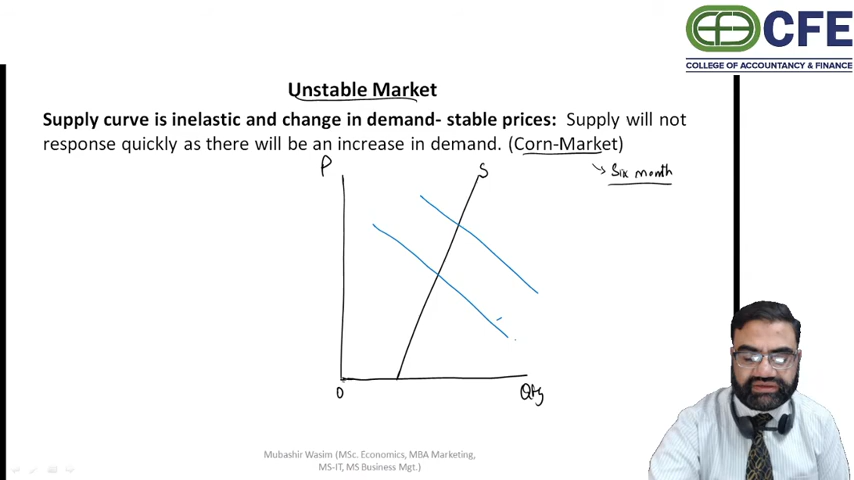 CFE
COLLEGE OF ACCOUNTANCY & FINANCE
Unstable Market
Supply curve is inelastic and change in demand- stable prices: Supply will not
response quickly as there will be an increase in demand. (Corn-Market)
Six month
P
S
0
Qty
Mubashir Wasim (MSc. Economics, MBA Marketing,
MS-IT, MS Business Mgt.)